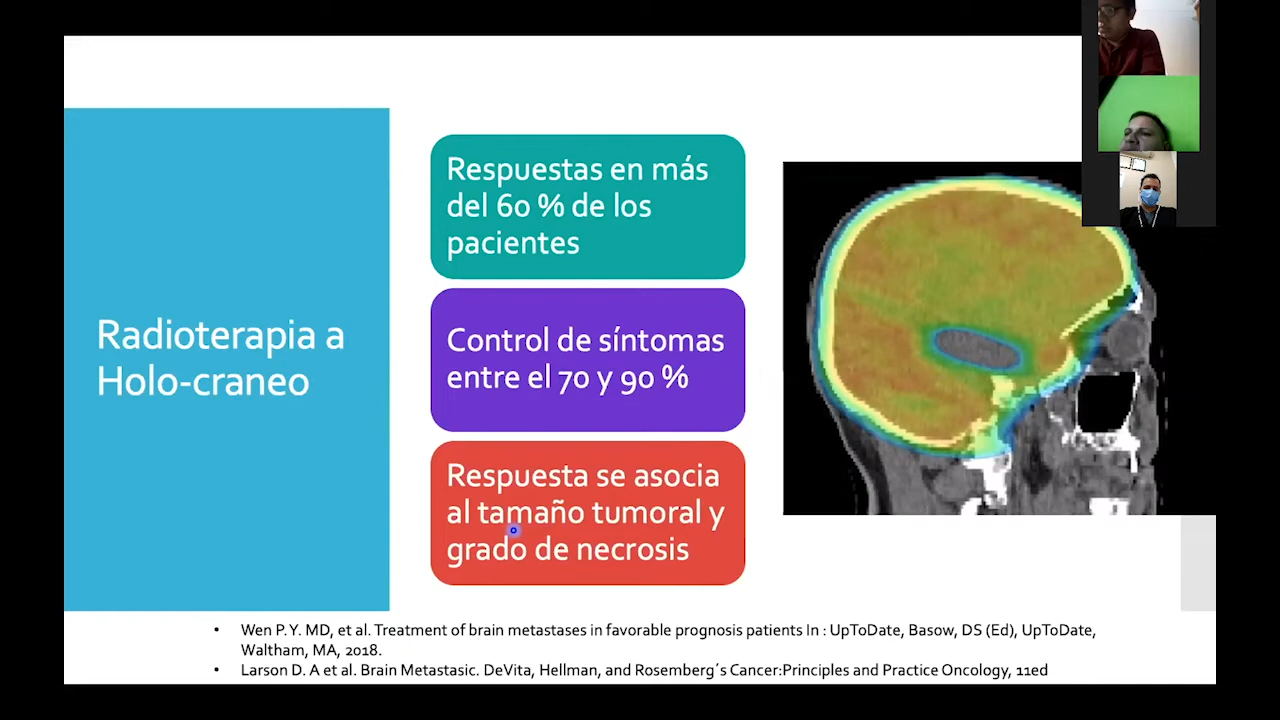 Radioterapia a
Holo-craneo
Respuestas en más
del 60 % de los
pacientes
Control de síntomas
entre el 70 y 90 %
Respuesta se asocia
al tamaño tumoral y
grado de necrosis
• Wen P.Y. MD, et al. Treatment of brain metastases in favorable prognosis patients In : UpToDate, Basow, DS (Ed), UpToDate,
Waltham, MA, 2018.
• Larson D. A et al. Brain Metastasic. DeVita, Hellman, and Rosemberg´s Cancer:Principles and Practice Oncology, 11ed